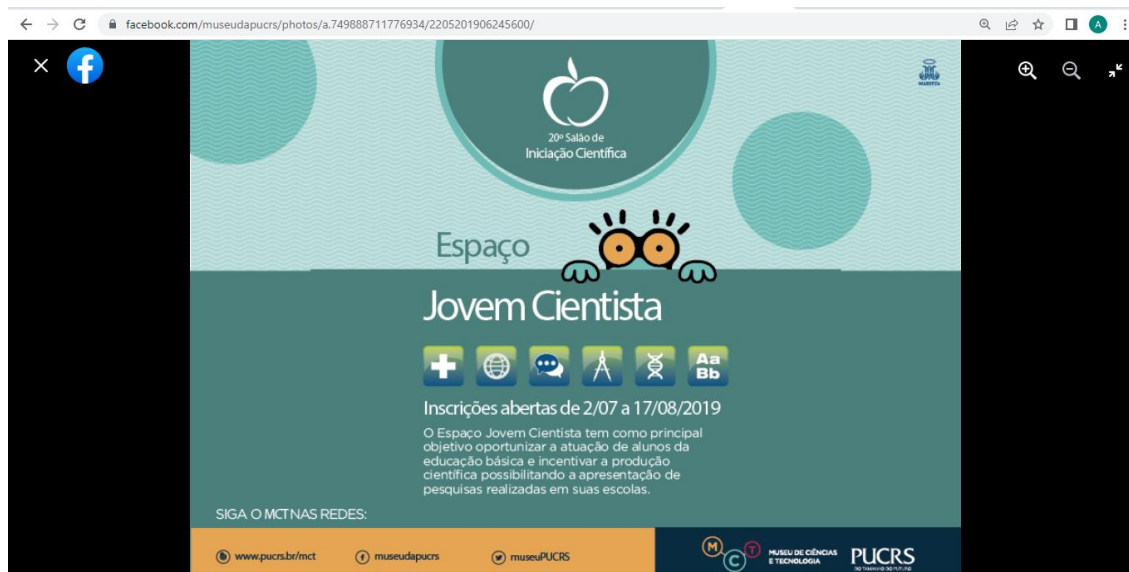 facebook.com/museudapucrs/photos/a.749888711776934/2205201906245600/
A
MARISTA
20º Salão de
Iniciação Científica
Espaço
Jovem Cientista
Aa
Bb
Inscrições abertas de 2/07 a 17/08/2019
O Espaço Jovem Cientista tem como principal
objetivo oportunizar a atuação de alunos da
educação básica e incentivar a produção
científica possibilitando a apresentação de
pesquisas realizadas em suas escolas.
SIGA O MCT NAS REDES:
www.pucrs.br/mct
museudapucrs
museuPUCRS
MCT
MUSEU DE CIÊNCIAS
E TECNOLOGIA
PUCRS